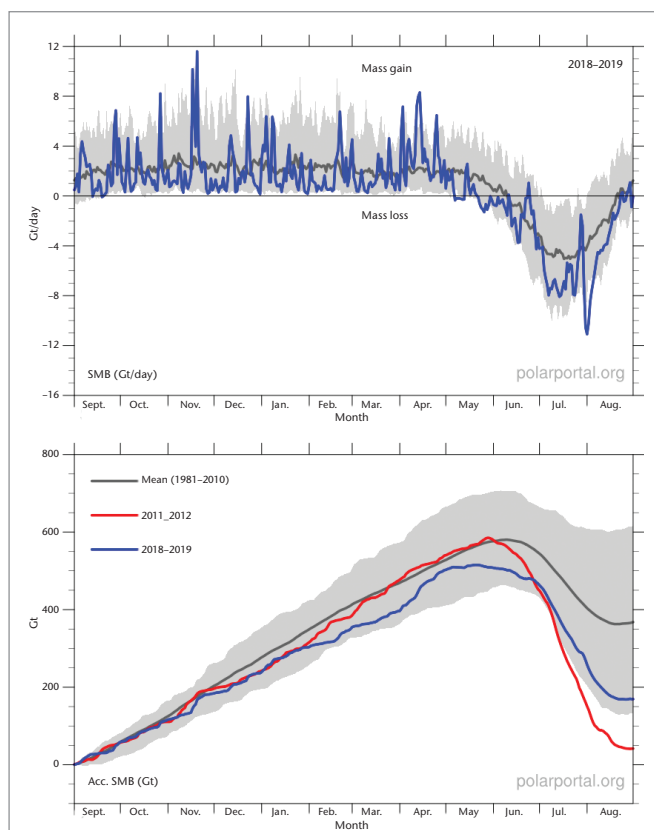 12
Mass gain
2018–2019
8
4
0
Mass loss
Gt/day
−4
−8
−12
SMB (Gt/day)
polarportal.org
−16
Sept. Oct. Nov. Dec. Jan. Feb. Mar. Apr. May Jun. Jul. Aug.
Month
800
Mean (1981–2010)
2011_2012
600
2018–2019
400
Gt
200
0
Acc. SMB (Gt)
polarportal.org
Sept. Oct. Nov. Dec. Jan. Feb. Mar. Apr. May Jun. Jul. Aug.
Month